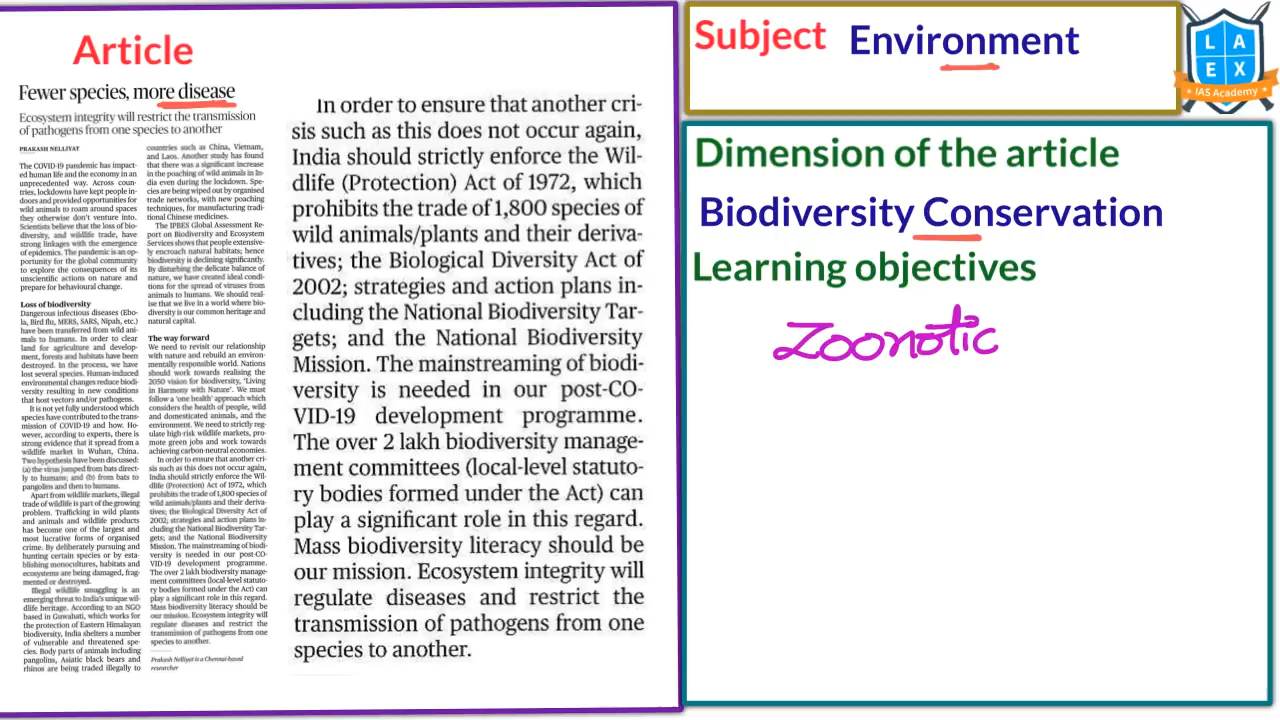 Article
Fewer species, more disease
Ecosystem integrity will restrict the transmission
of pathogens from one species to another
PRAKASH NELLIYAT
The COVID-19 pandemic has impact-
ed human life and the economy in an
unprecedented way. Across coun-
tries, lockdowns have kept people in-
doors and provided opportunities for
wild animals to roam around spaces
they otherwise don't venture into.
Scientists believe that the loss of bio-
diversity, and wildlife trade, have
strong linkages with the emergence
of epidemics. The pandemic is an op-
portunity for the global community
to explore the consequences of its
unscientific actions on nature and
prepare for behavioural change.
Loss of biodiversity
Dangerous infectious diseases (Ebo-
la, Bird flu, MERS, SARS, Nipah, etc.)
have been transferred from wild ani-
mals to humans. In order to clear
land for agriculture and develop-
ment, forests and habitats have been
destroyed. In the process, we have
lost several species. Human-induced
environmental changes reduce biodi-
versity resulting in new conditions
that host vectors and/or pathogens.
It is not yet fully understood which
species have contributed to the trans-
mission of COVID-19 and how. Ho-
wever, according to experts, there is
strong evidence that it spread from a
wildlife market in Wuhan, China.
Two hypothesis have been discussed:
(a) the virus jumped from bats direct-
ly to humans; and (b) from bats to
pangolins and then to humans.
Apart from wildlife markets, illegal
trade of wildlife is part of the growing
problem. Trafficking in wild plants
and animals and wildlife products
has become one of the largest and
most lucrative forms of organised
crime. By deliberately pursuing and
hunting certain species or by esta-
blishing monocultures, habitats and
ecosystems are being damaged, frag-
mented or destroyed.
Illegal wildlife smuggling is an
emerging threat to India's unique wil-
dlife heritage. According to an NGO
based in Guwahati, which works for
the protection of Eastern Himalayan
biodiversity, India shelters a number
of vulnerable and threatened spe-
cies. Body parts of animals including
pangolins, Asiatic black bears and
rhinos are being traded illegally to
countries such as China, Vietnam,
and Laos. Another study has found
that there was a significant increase
in the poaching of wild animals in In-
dia even during the lockdown. Spe-
cies are being wiped out by organised
trade networks, with new poaching
techniques, for manufacturing tradi-
tional Chinese medicines.
The IPBES Global Assessment Re-
port on Biodiversity and Ecosystem
Services shows that people extensive-
ly encroach natural habitats; hence
biodiversity is declining significantly.
By disturbing the delicate balance of
nature, we have created ideal condi-
tions for the spread of viruses from
animals to humans. We should real-
ise that we live in a world where bio-
diversity is our common heritage and
natural capital.
The way forward
We need to revisit our relationship
with nature and rebuild an environ-
mentally responsible world. Nations
should work towards realising the
2050 vision for biodiversity, 'Living
in Harmony with Nature'. We must
follow a 'one health' approach which
considers the health of people, wild
and domesticated animals, and the
environment. We need to strictly reg-
ulate high-risk wildlife markets, pro-
mote green jobs and work towards
achieving carbon-neutral economies.
In order to ensure that another cri-
sis such as this does not occur again,
India should strictly enforce the Wil-
dlife (Protection) Act of 1972, which
prohibits the trade of 1,800 species of
wild animals/plants and their deriva-
tives; the Biological Diversity Act of
2002; strategies and action plans in-
cluding the National Biodiversity Tar-
gets; and the National Biodiversity
Mission. The mainstreaming of biodi-
versity is needed in our post-CO-
VID-19 development programme.
The over 2 lakh biodiversity manage-
ment committees (local-level statuto-
ry bodies formed under the Act) can
play a significant role in this regard.
Mass biodiversity literacy should be
our mission. Ecosystem integrity will
regulate diseases and restrict the
transmission of pathogens from one
species to another.
Prakash Nelliyat is a Chennai-based
researcher
In order to ensure that another cri-
sis such as this does not occur again,
India should strictly enforce the Wil-
dlife (Protection) Act of 1972, which
prohibits the trade of 1,800 species of
wild animals/plants and their deriva-
tives; the Biological Diversity Act of
2002; strategies and action plans in-
cluding the National Biodiversity Tar-
gets; and the National Biodiversity
Mission. The mainstreaming of biodi-
versity is needed in our post-CO-
VID-19 development programme.
The over 2 lakh biodiversity manage-
ment committees (local-level statuto-
ry bodies formed under the Act) can
play a significant role in this regard.
Mass biodiversity literacy should be
our mission. Ecosystem integrity will
regulate diseases and restrict the
transmission of pathogens from one
species to another.
Subject Environment
L A
E X
IAS Academy
Dimension of the article
Biodiversity Conservation
Learning objectives
Zoonotic